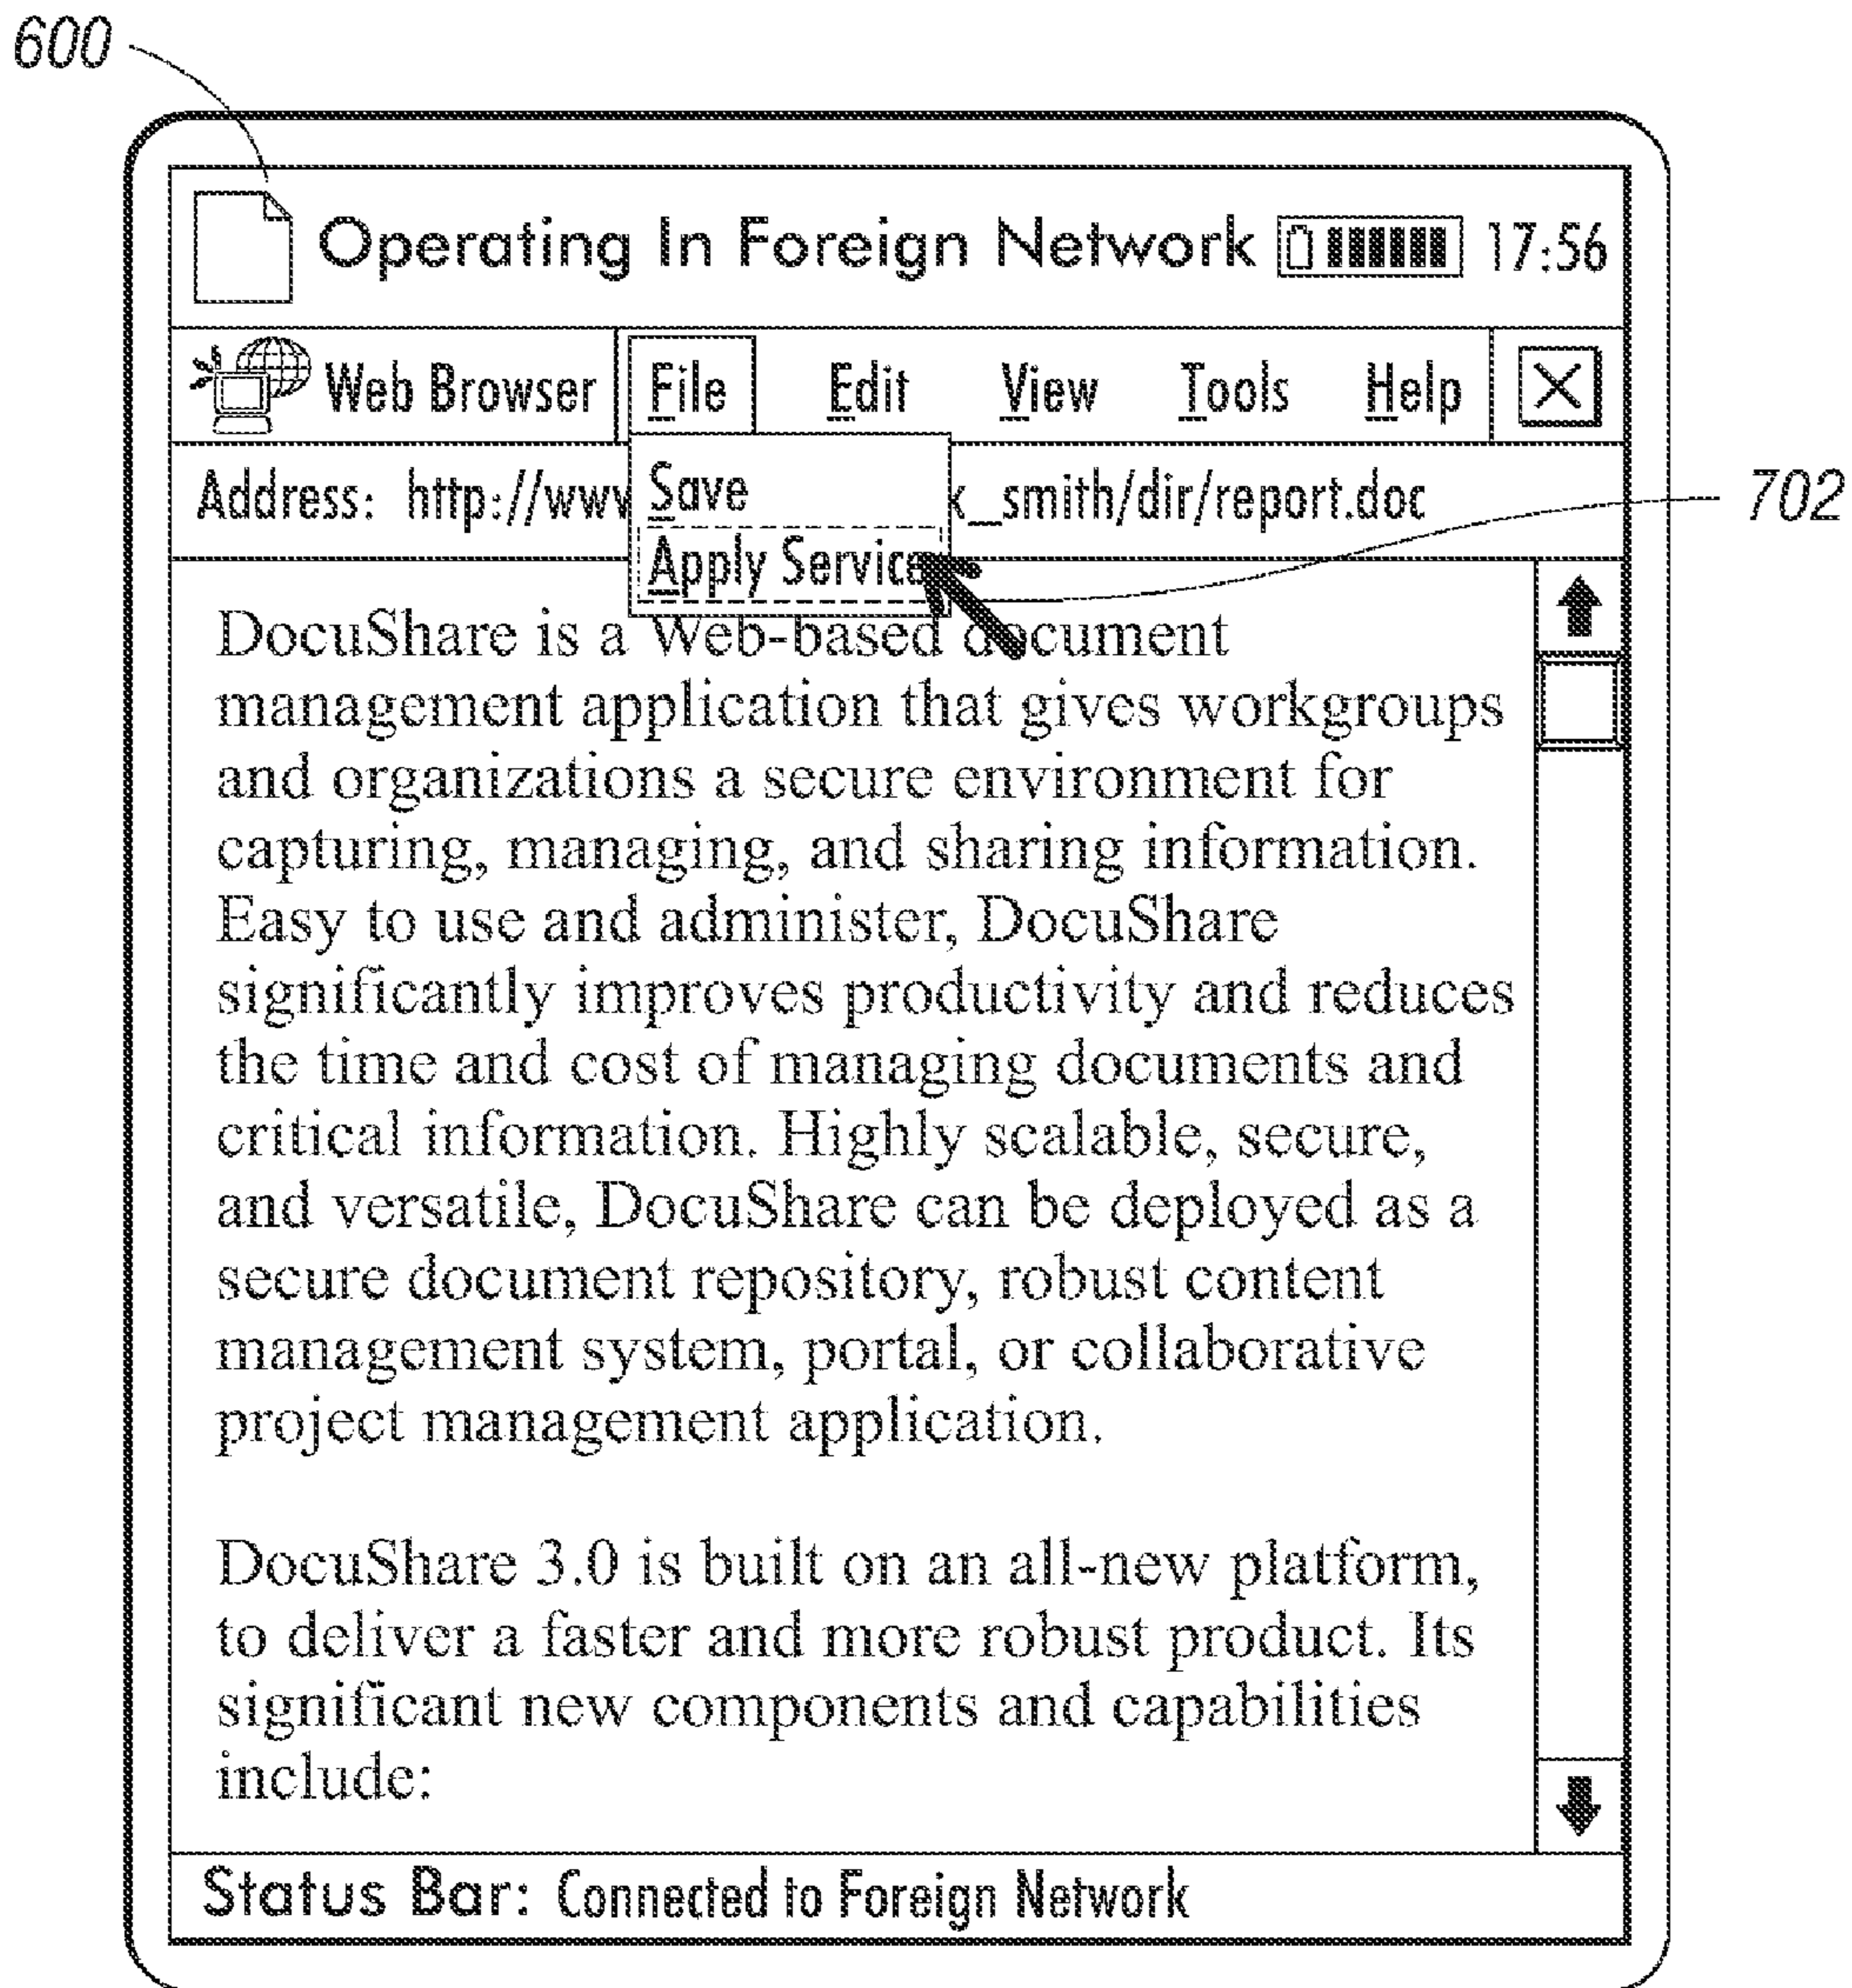 600
Operating In Foreign Network 17:56
Web Browser File Edit View Tools Help
Address: http://www k_smith/dir/report.doc
Save
702
Apply Service
DocuShare is a Web-based document
management application that gives workgroups
and organizations a secure environment for
capturing, managing, and sharing information.
Easy to use and administer, DocuShare
significantly improves productivity and reduces
the time and cost of managing documents and
critical information. Highly scalable, secure,
and versatile, DocuShare can be deployed as a
secure document repository, robust content
management system, portal, or collaborative
project management application.
DocuShare 3.0 is built on an all-new platform,
to deliver a faster and more robust product. Its
significant new components and capabilities
include:
Status Bar: Connected to Foreign Network